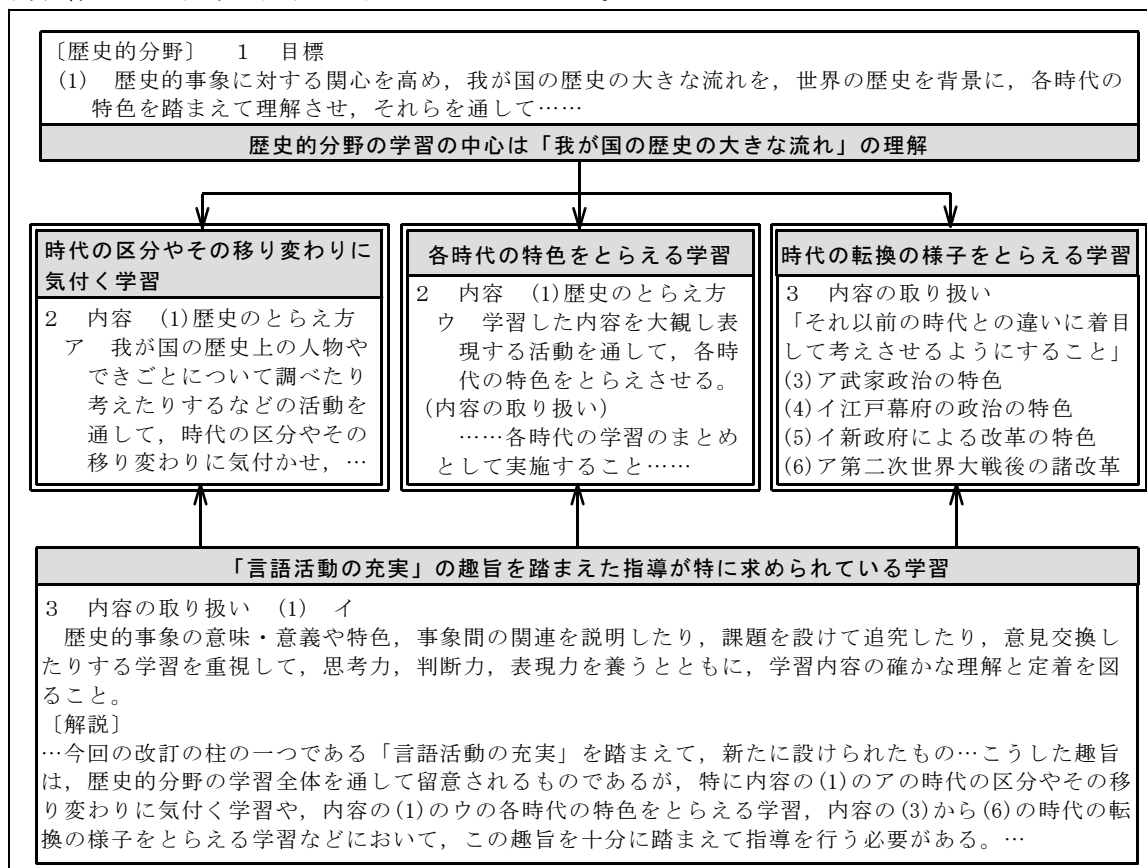 〔歴史的分野〕 1 目標
(1) 歴史的事象に対する関心を高め，我が国の歴史の大きな流れを，世界の歴史を背景に，各時代の
特色を踏まえて理解させ，それらを通して……
歴史的分野の学習の中心は「我が国の歴史の大きな流れ」の理解
時代の区分やその移り変わりに
気付く学習
2 内容 (1)歴史のとらえ方
ア 我が国の歴史上の人物や
できごとについて調べたり
考えたりするなどの活動を
通して，時代の区分やその
移り変わりに気付かせ，…
各時代の特色をとらえる学習
2 内容 (1)歴史のとらえ方
ウ 学習した内容を大観し表
現する活動を通して，各時
代の特色をとらえさせる。
(内容の取り扱い)
……各時代の学習のまとめ
として実施すること……
時代の転換の様子をとらえる学習
3 内容の取り扱い
「それ以前の時代との違いに着目
して考えさせるようにすること」
(3)ア武家政治の特色
(4)イ江戸幕府の政治の特色
(5)イ新政府による改革の特色
(6)ア第二次世界大戦後の諸改革
「言語活動の充実」の趣旨を踏まえた指導が特に求められている学習
3 内容の取り扱い (1) イ
歴史的事象の意味・意義や特色，事象間の関連を説明したり，課題を設けて追究したり，意見交換し
たりする学習を重視して，思考力，判断力，表現力を養うとともに，学習内容の確かな理解と定着を図
ること。
〔解説〕
…今回の改訂の柱の一つである「言語活動の充実」を踏まえて，新たに設けられたもの…こうした趣旨
は，歴史的分野の学習全体を通して留意されるものであるが，特に内容の(1)のアの時代の区分やその移
り変わりに気付く学習や，内容の(1)のウの各時代の特色をとらえる学習，内容の(3)から(6)の時代の転
換の様子をとらえる学習などにおいて，この趣旨を十分に踏まえて指導を行う必要がある。…